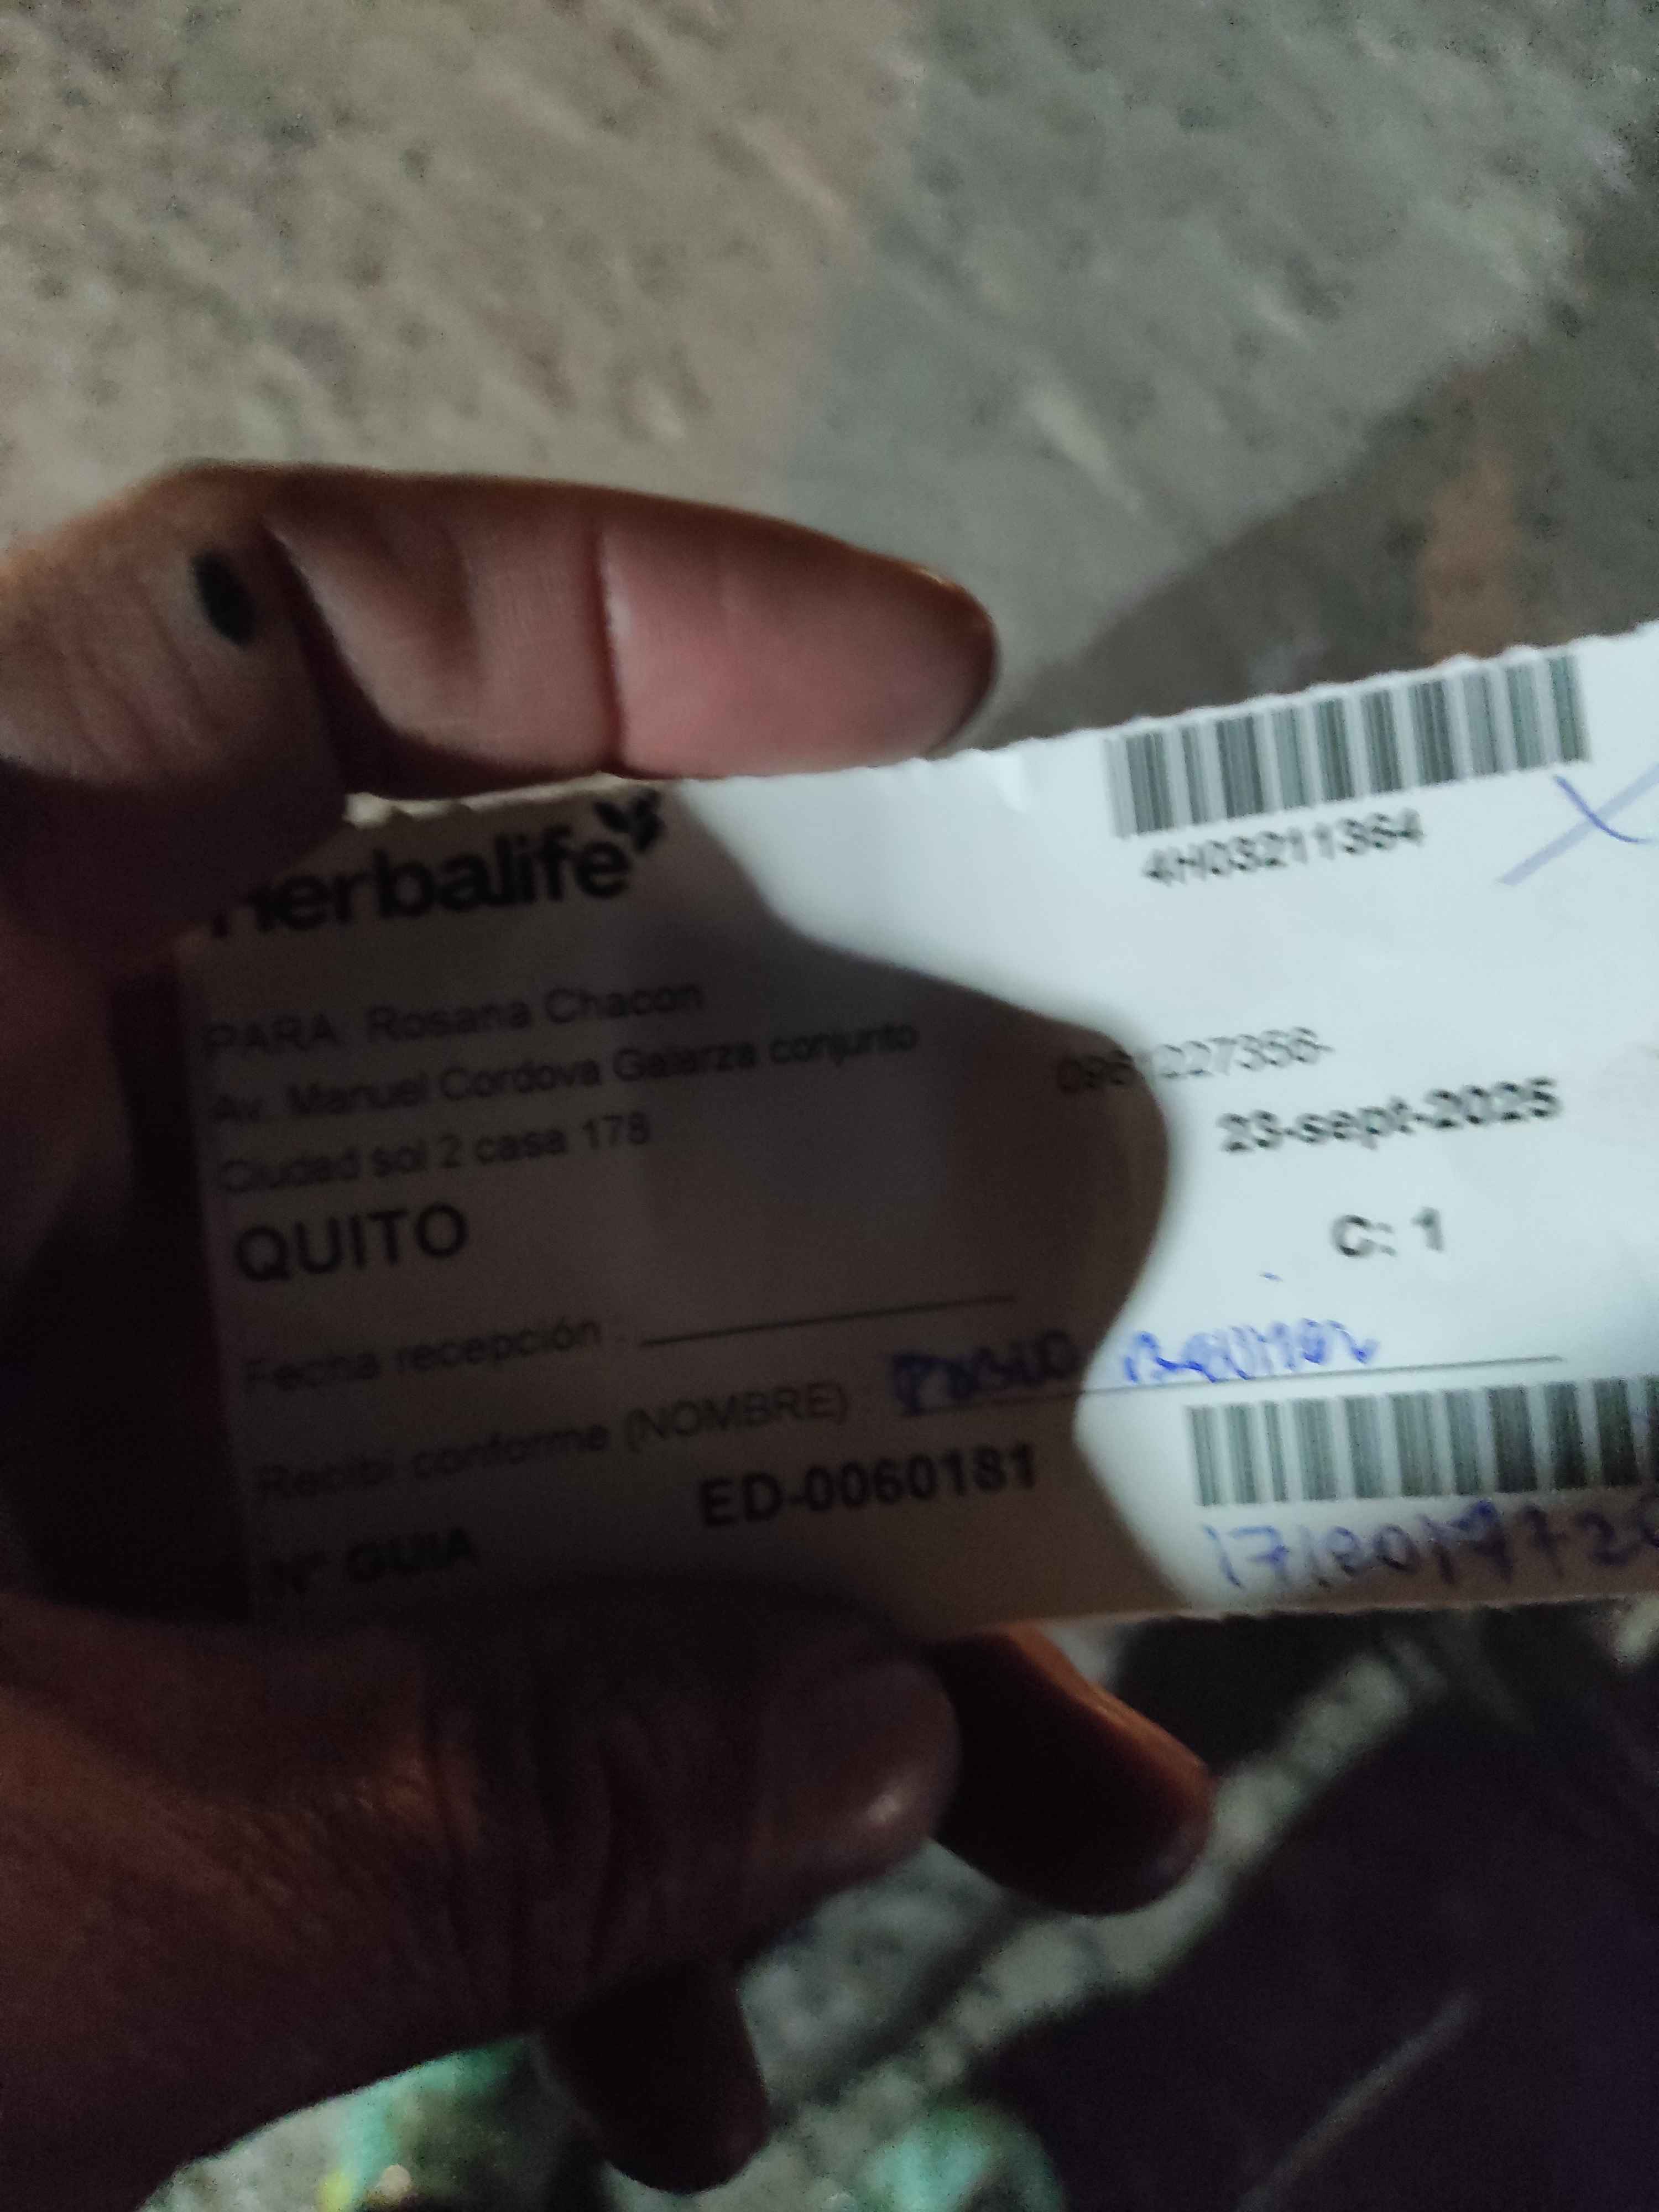 herbalife
4H03211364
PARA: Rosana Chacon
Av. Manuel Cordova Galarza conjunto
Ciudad sol 2 casa 178
23-sept-2025
QUITO
C: 1
Fecha recepción :
Recibí conforme (NOMBRE)
N° GUIA ED-0060181